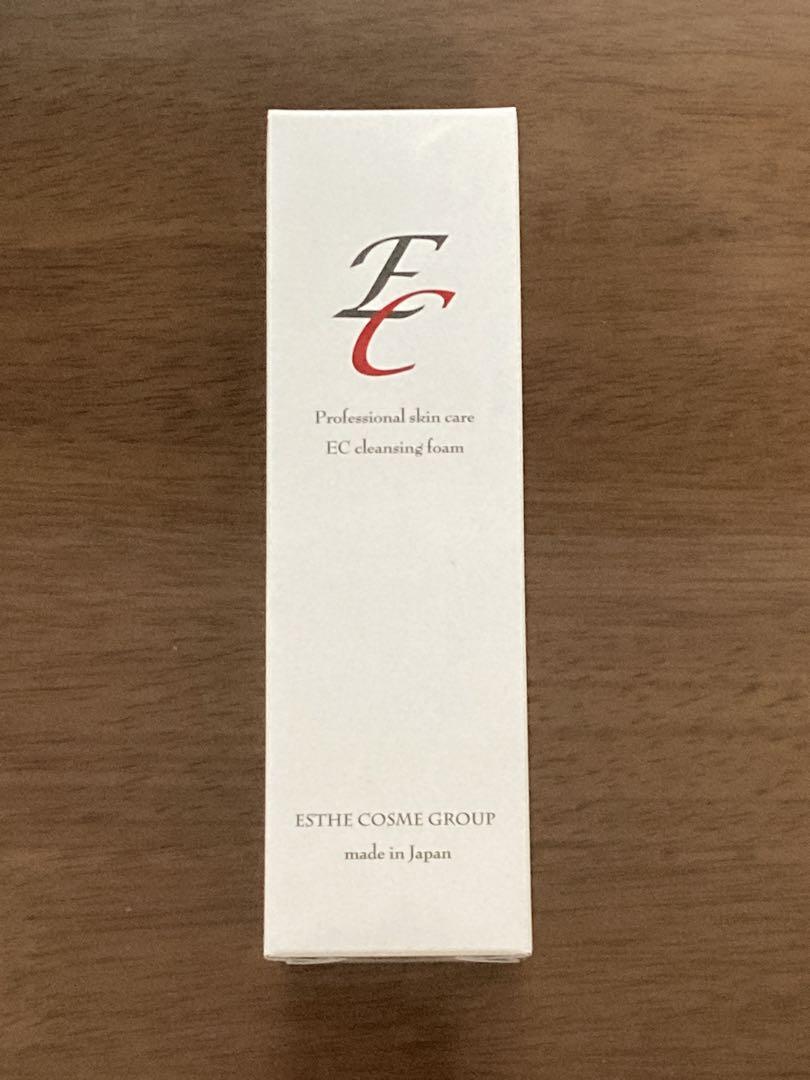 EC
Professional skin care
EC cleansing foam
ESTHE COSME GROUP
made in Japan